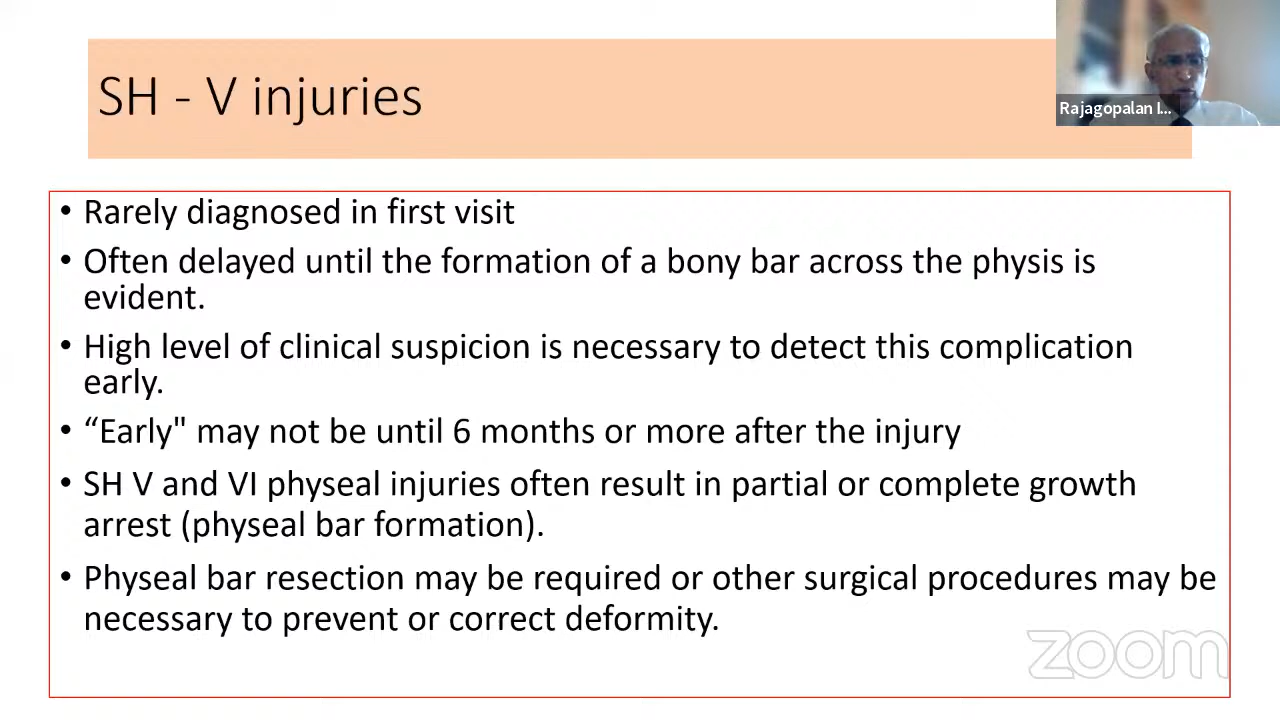 SH - V injuries
Rajagopalan I...
• Rarely diagnosed in first visit
• Often delayed until the formation of a bony bar across the physis is
evident.
• High level of clinical suspicion is necessary to detect this complication
early.
• “Early" may not be until 6 months or more after the injury
• SH V and VI physeal injuries often result in partial or complete growth
arrest (physeal bar formation).
• Physeal bar resection may be required or other surgical procedures may be
necessary to prevent or correct deformity.
zoom